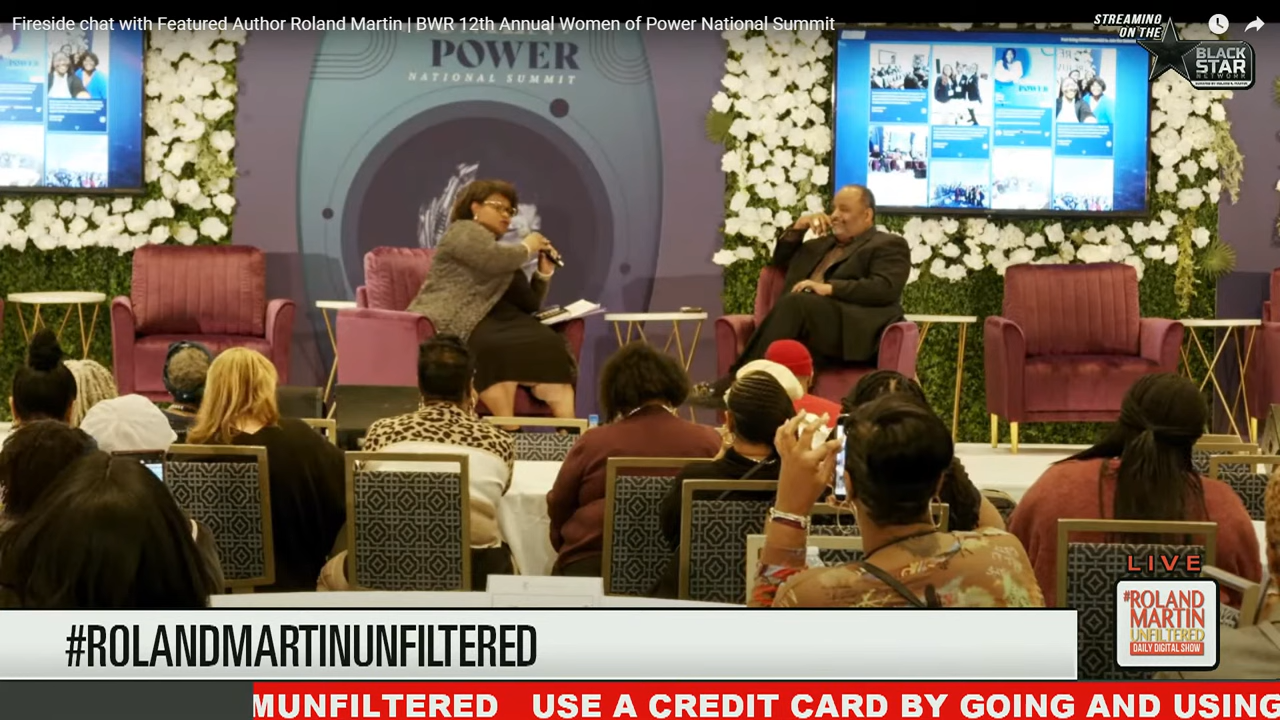 Fireside chat with Featured Author Roland Martin | BWR 12th Annual Women of Power National Summit
STREAMING
ON THE
BLACK
STAR
NETWORK
POWER
NATIONAL SUMMIT
LIVE
#ROLAND
MARTIN
UNFILTERED
DAILY DIGITAL SHOW
#ROLANDMARTINUNFILTERED
MUNFILTERED USE A CREDIT CARD BY GOING AND USING